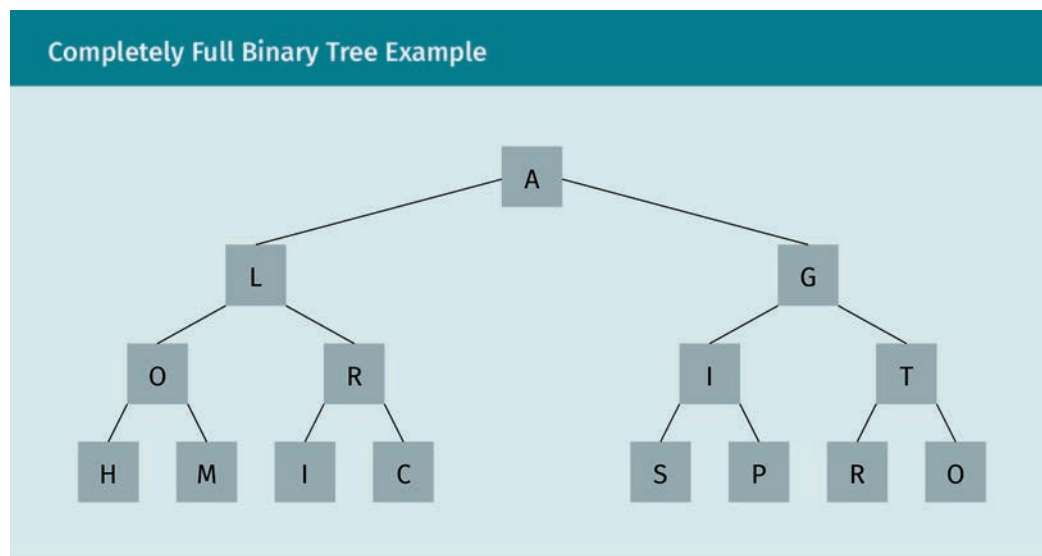 Completely Full Binary Tree Example
A
L G
O R I T
H M I C S P R O